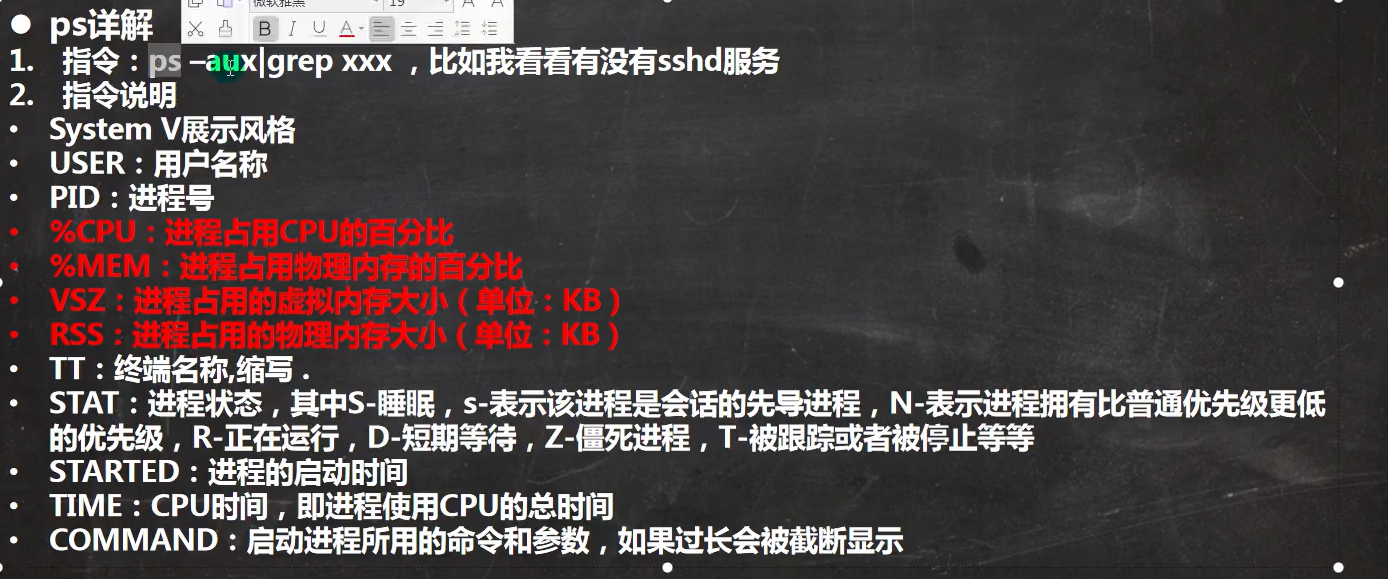 微软雅黑 19 A A
B I U A
● ps详解
1. 指令：ps –aux|grep xxx ，比如我看看有没有sshd服务
2. 指令说明
• System V展示风格
• USER：用户名称
• PID：进程号
• %CPU：进程占用CPU的百分比
• %MEM：进程占用物理内存的百分比
• VSZ：进程占用的虚拟内存大小（单位：KB）
• RSS：进程占用的物理内存大小（单位：KB）
• TT：终端名称,缩写 .
• STAT：进程状态，其中S-睡眠，s-表示该进程是会话的先导进程，N-表示进程拥有比普通优先级更低
的优先级，R-正在运行，D-短期等待，Z-僵死进程，T-被跟踪或者被停止等等
• STARTED：进程的启动时间
• TIME：CPU时间，即进程使用CPU的总时间
• COMMAND：启动进程所用的命令和参数，如果过长会被截断显示